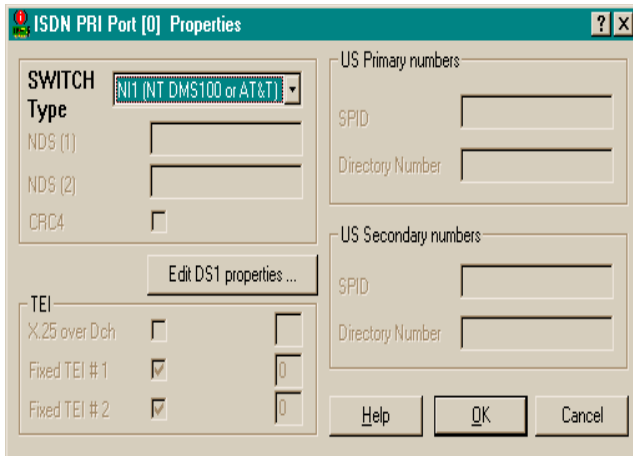 ISDN PRI Port [0] Properties
SWITCH Type
NI1 (NT DMS100 or AT&T)
NDS (1)
NDS (2)
CRC4
Edit DS1 properties ...
TEI
X.25 over Dch
Fixed TEI # 1
0
Fixed TEI # 2
0
US Primary numbers
SPID
Directory Number
US Secondary numbers
SPID
Directory Number
Help
OK
Cancel